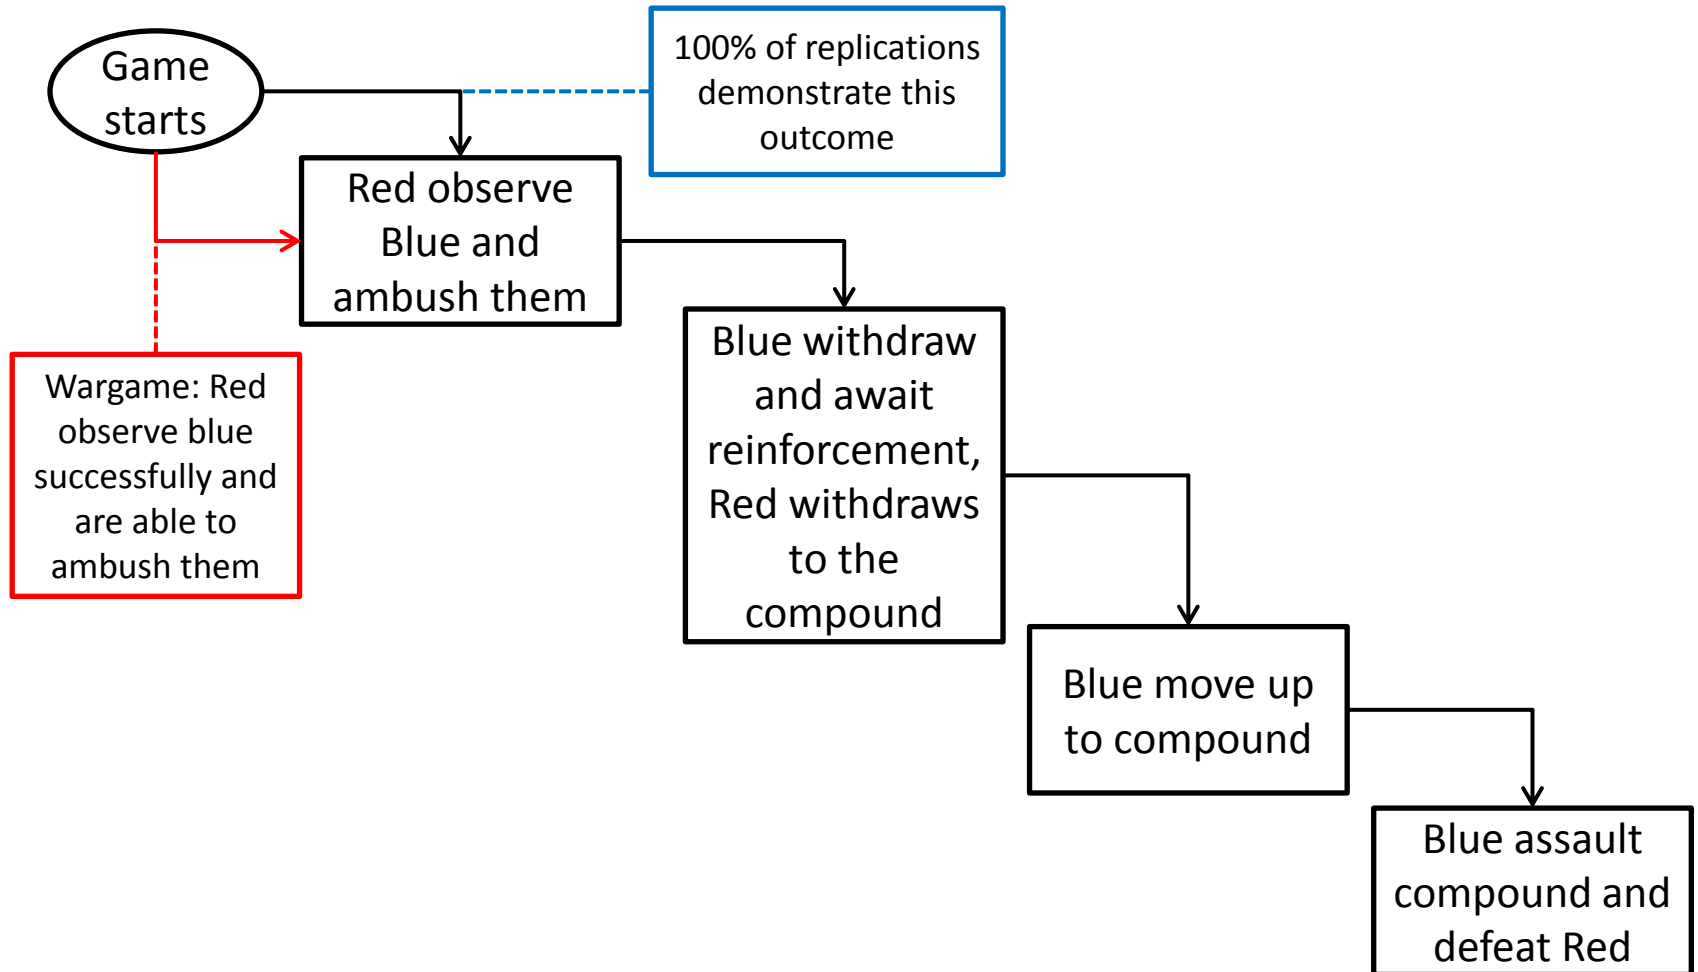 Game
starts
100% of replications
demonstrate this
outcome
Red observe
Blue and
ambush them
Wargame: Red
observe blue
successfully and
are able to
ambush them
Blue withdraw
and await
reinforcement,
Red withdraws
to the
compound
Blue move up
to compound
Blue assault
compound and
defeat Red